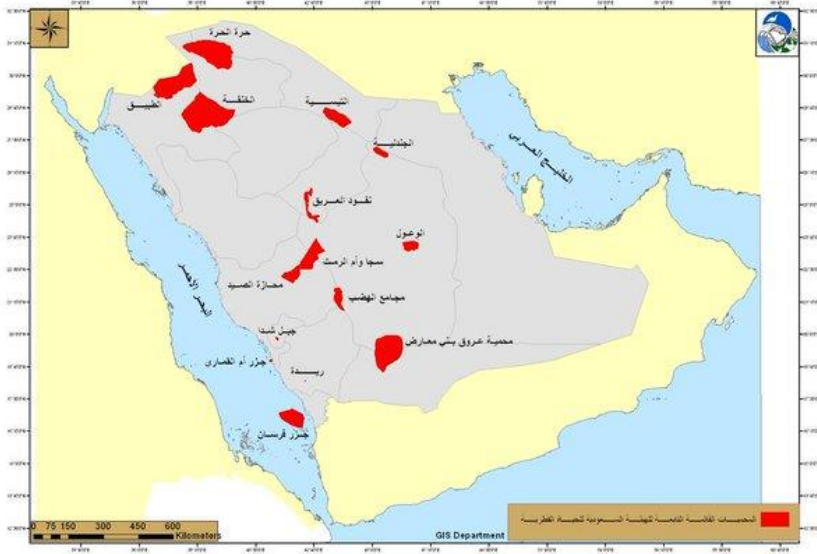 حرة الحرة
الطبيق
الخنفة
التيسية
الجندلية
الخليج العربي
نفود العريق
الوعول
سجا وأم الرمث
محازة الصيد
مجامع الهضب
البحر الأحمر
جبل شدا
محمية عروق بني معارض
جزر أم القماري
ريدة
جزر فرسان
المحميات القائمة التابعة للهيئة السعودية للحياة الفطرية
0 75 150 300 450 600
Kilometers
GIS Department